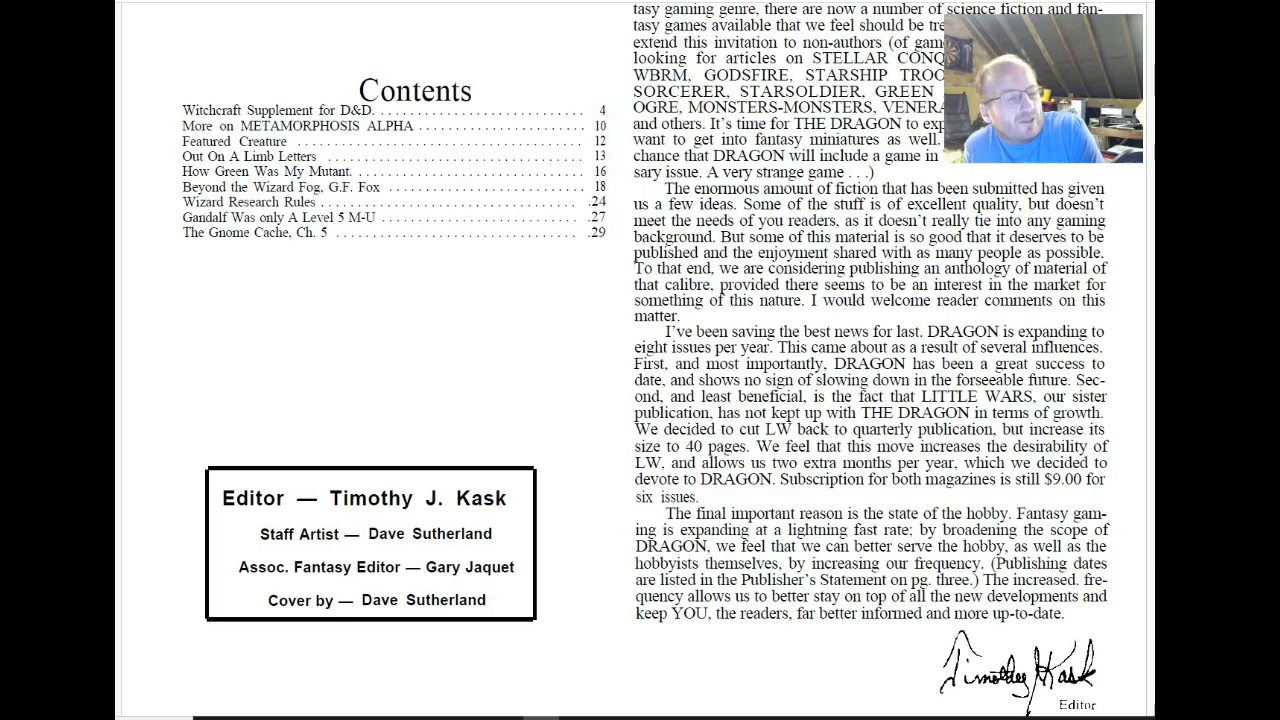 Contents
Witchcraft Supplement for D&D. . . . . . . . . . . . . . . . . . . . . . . . . . . . 4
More on METAMORPHOSIS ALPHA . . . . . . . . . . . . . . . . . . . . . . 10
Featured Creature . . . . . . . . . . . . . . . . . . . . . . . . . . . . . . . . . . . . . . 12
Out On A Limb Letters . . . . . . . . . . . . . . . . . . . . . . . . . . . . . . . . . 13
How Green Was My Mutant. . . . . . . . . . . . . . . . . . . . . . . . . . . . . . 16
Beyond the Wizard Fog, G.F. Fox . . . . . . . . . . . . . . . . . . . . . . . . . 18
Wizard Research Rules . . . . . . . . . . . . . . . . . . . . . . . . . . . . . . . . .24
Gandalf Was only A Level 5 M-U . . . . . . . . . . . . . . . . . . . . . . . . .27
The Gnome Cache, Ch. 5 . . . . . . . . . . . . . . . . . . . . . . . . . . . . . . .29
Editor — Timothy J. Kask
Staff Artist — Dave Sutherland
Assoc. Fantasy Editor — Gary Jaquet
Cover by — Dave Sutherland
tasy gaming genre, there are now a number of science fiction and fan-
tasy games available that we feel should be tre
extend this invitation to non-authors (of gam
looking for articles on STELLAR CONQ
WBRM, GODSFIRE, STARSHIP TROO
SORCERER, STARSOLDIER, GREEN
OGRE, MONSTERS-MONSTERS, VENERA
and others. It's time for THE DRAGON to exp
want to get into fantasy miniatures as well.
chance that DRAGON will include a game in
sary issue. A very strange game . . .)
The enormous amount of fiction that has been submitted has given
us a few ideas. Some of the stuff is of excellent quality, but doesn't
meet the needs of you readers, as it doesn't really tie into any gaming
background. But some of this material is so good that it deserves to be
published and the enjoyment shared with as many people as possible.
To that end, we are considering publishing an anthology of material of
that calibre, provided there seems to be an interest in the market for
something of this nature. I would welcome reader comments on this
matter.
I've been saving the best news for last. DRAGON is expanding to
eight issues per year. This came about as a result of several influences.
First, and most importantly, DRAGON has been a great success to
date, and shows no sign of slowing down in the forseeable future. Sec-
ond, and least beneficial, is the fact that LITTLE WARS, our sister
publication, has not kept up with THE DRAGON in terms of growth.
We decided to cut LW back to quarterly publication, but increase its
size to 40 pages. We feel that this move increases the desirability of
LW, and allows us two extra months per year, which we decided to
devote to DRAGON. Subscription for both magazines is still $9.00 for
six issues.
The final important reason is the state of the hobby. Fantasy gam-
ing is expanding at a lightning fast rate; by broadening the scope of
DRAGON, we feel that we can better serve the hobby, as well as the
hobbyists themselves, by increasing our frequency. (Publishing dates
are listed in the Publisher's Statement on pg. three.) The increased. fre-
quency allows us to better stay on top of all the new developments and
keep YOU, the readers, far better informed and more up-to-date.
Timothy Kask
Editor